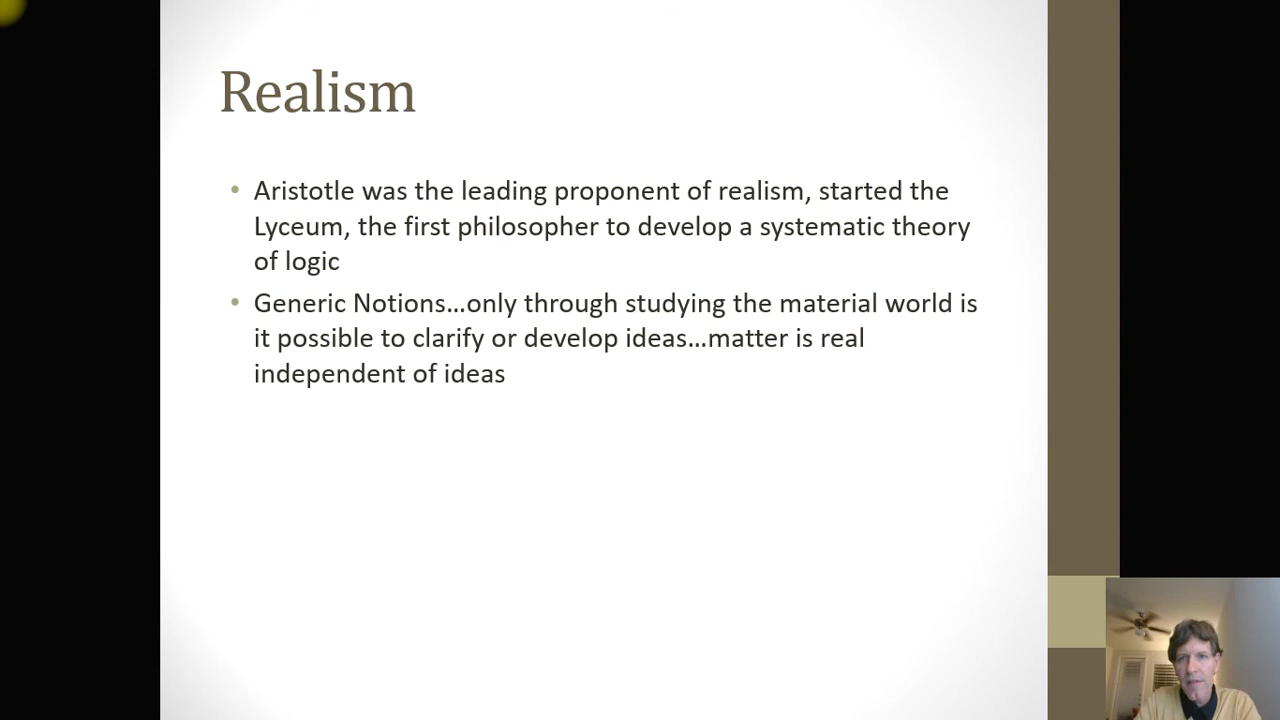 Realism
• Aristotle was the leading proponent of realism, started the
Lyceum, the first philosopher to develop a systematic theory
of logic
• Generic Notions…only through studying the material world is
it possible to clarify or develop ideas…matter is real
independent of ideas